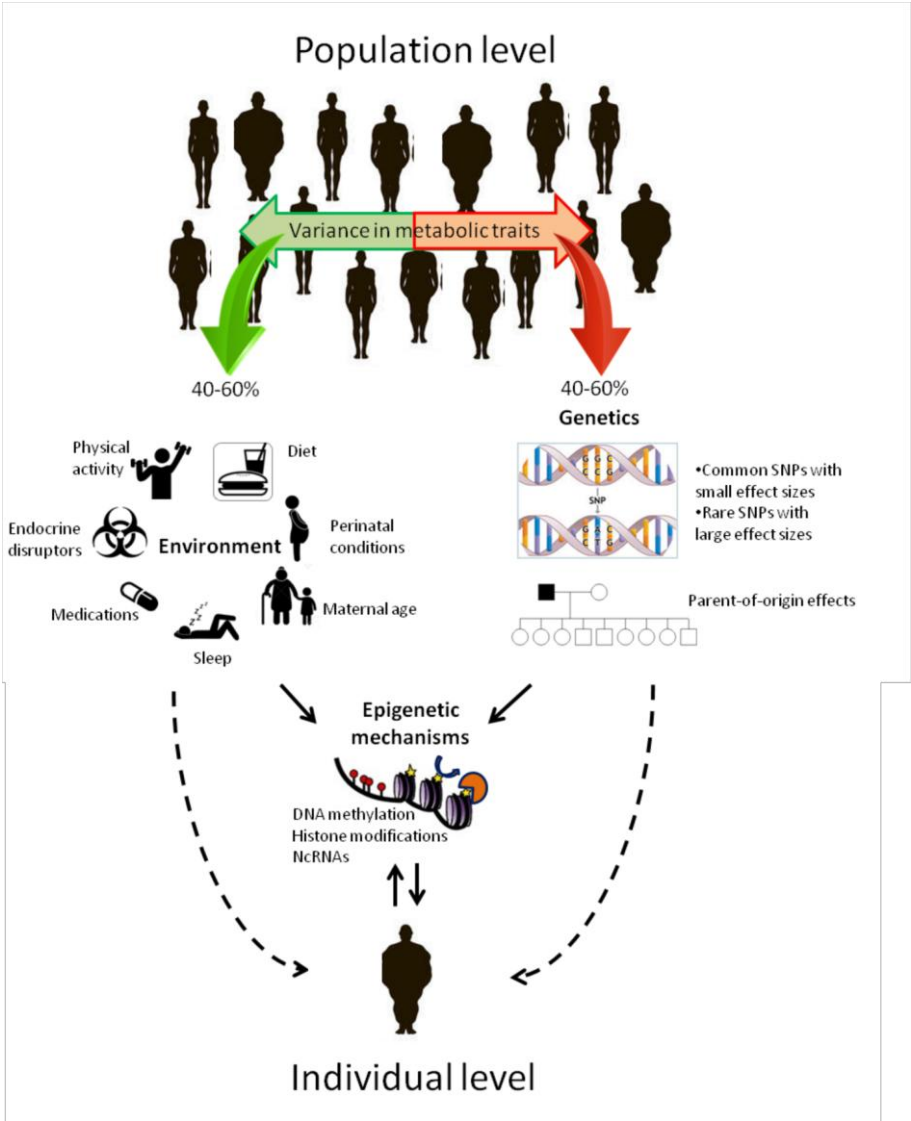 Population level
Variance in metabolic traits
40-60%
40-60%
Genetics
Physical
activity
Diet
Endocrine
disruptors
Environment
Perinatal
conditions
Medications
Maternal age
zzz
Sleep
G G C
C C G
SNP
G A C
C T G
•Common SNPs with
small effect sizes
•Rare SNPs with
large effect sizes
Parent-of-origin effects
Epigenetic
mechanisms
DNA methylation
Histone modifications
NcRNAs
Individual level